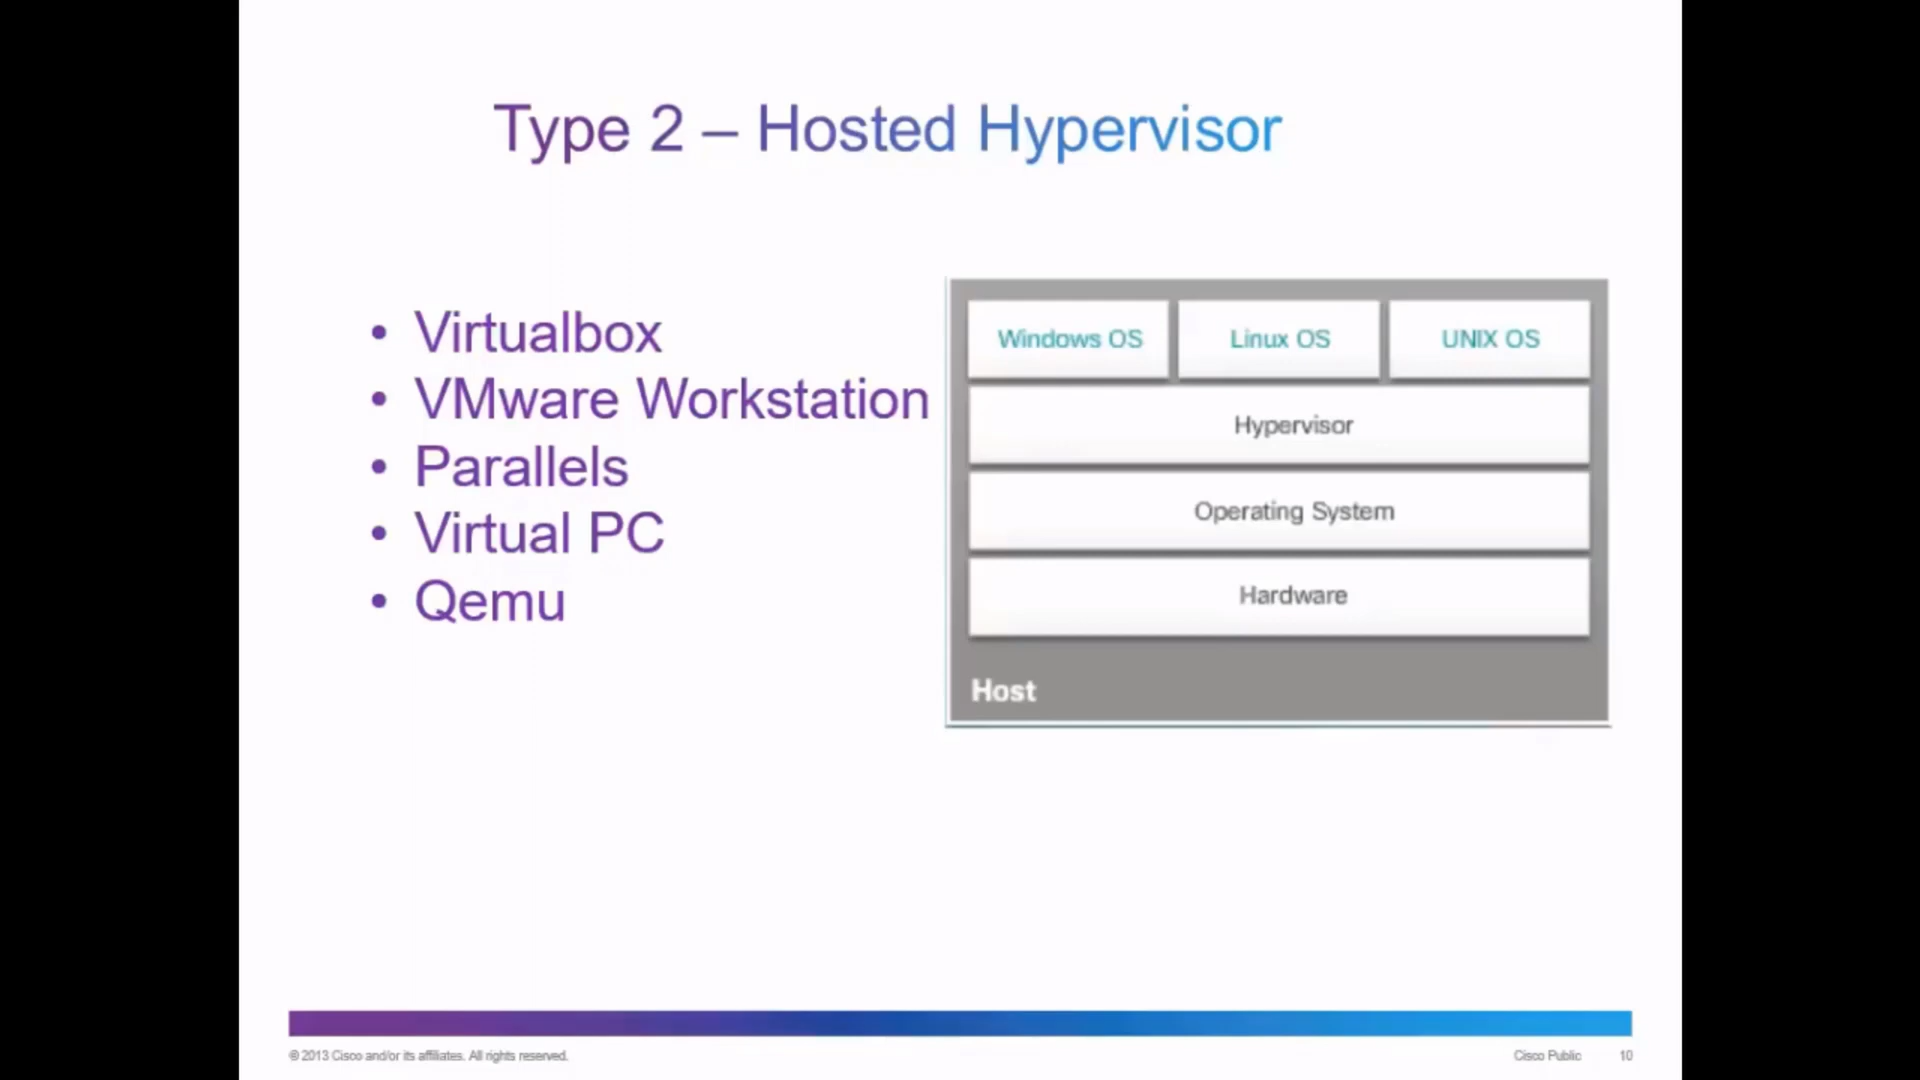 Type 2 – Hosted Hypervisor
• Virtualbox
• VMware Workstation
• Parallels
• Virtual PC
• Qemu
Windows OS Linux OS UNIX OS
Hypervisor
Operating System
Hardware
Host
© 2013 Cisco and/or its affiliates. All rights reserved. Cisco Public 10